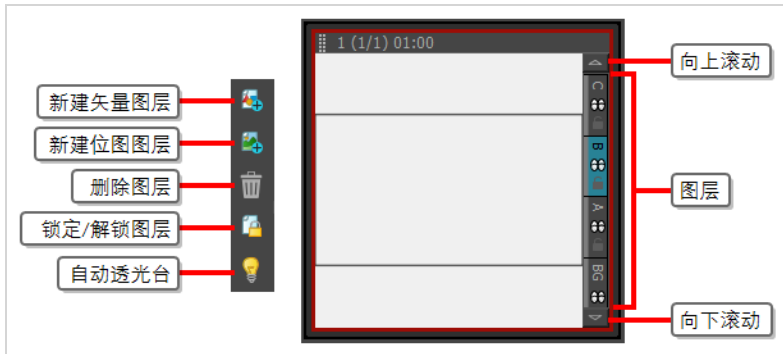 1 (1/1) 01:00
向上滚动
新建矢量图层
新建位图图层
删除图层
锁定/解锁图层
自动透光台
C
B
A
BG
图层
向下滚动